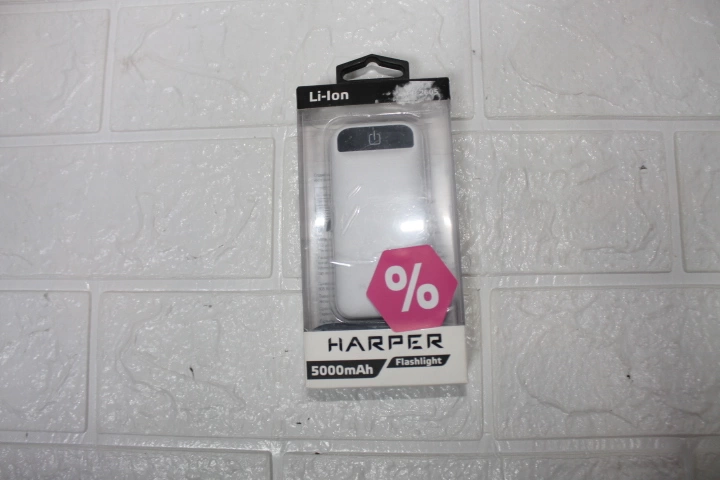 Li-Ion
%
HARPER
5000mAh
Flashlight